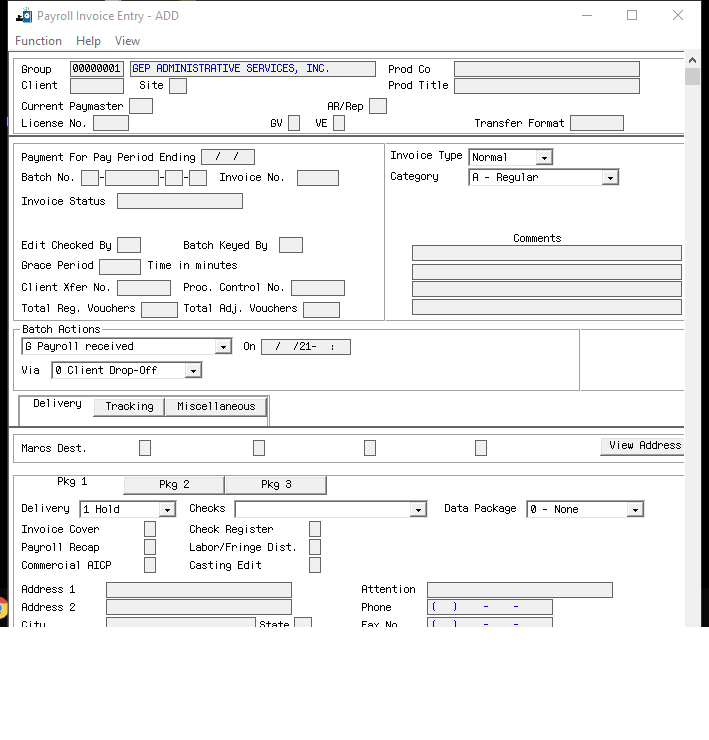 Payroll Invoice Entry - ADD
Function Help View
Group 00000001 GEP ADMINISTRATIVE SERVICES, INC. Prod Co
Client Site Prod Title
Current Paymaster AR/Rep
License No. GV VE Transfer Format
Payment For Pay Period Ending / / Invoice Type Normal
Batch No. - - - Invoice No. Category A - Regular
Invoice Status
Comments
Edit Checked By Batch Keyed By
Grace Period Time in minutes
Client Xfer No. Proc. Control No.
Total Reg. Vouchers Total Adj. Vouchers
Batch Actions
G Payroll received On / /21- :
Via 0 Client Drop-Off
Delivery Tracking Miscellaneous
Marcs Dest. View Address
Pkg 1 Pkg 2 Pkg 3
Delivery 1 Hold Checks Data Package 0 - None
Invoice Cover Check Register
Payroll Recap Labor/Fringe Dist.
Commercial AICP Casting Edit
Address 1 Attention
Address 2 Phone ( ) - -
City State Fax No ( ) - -